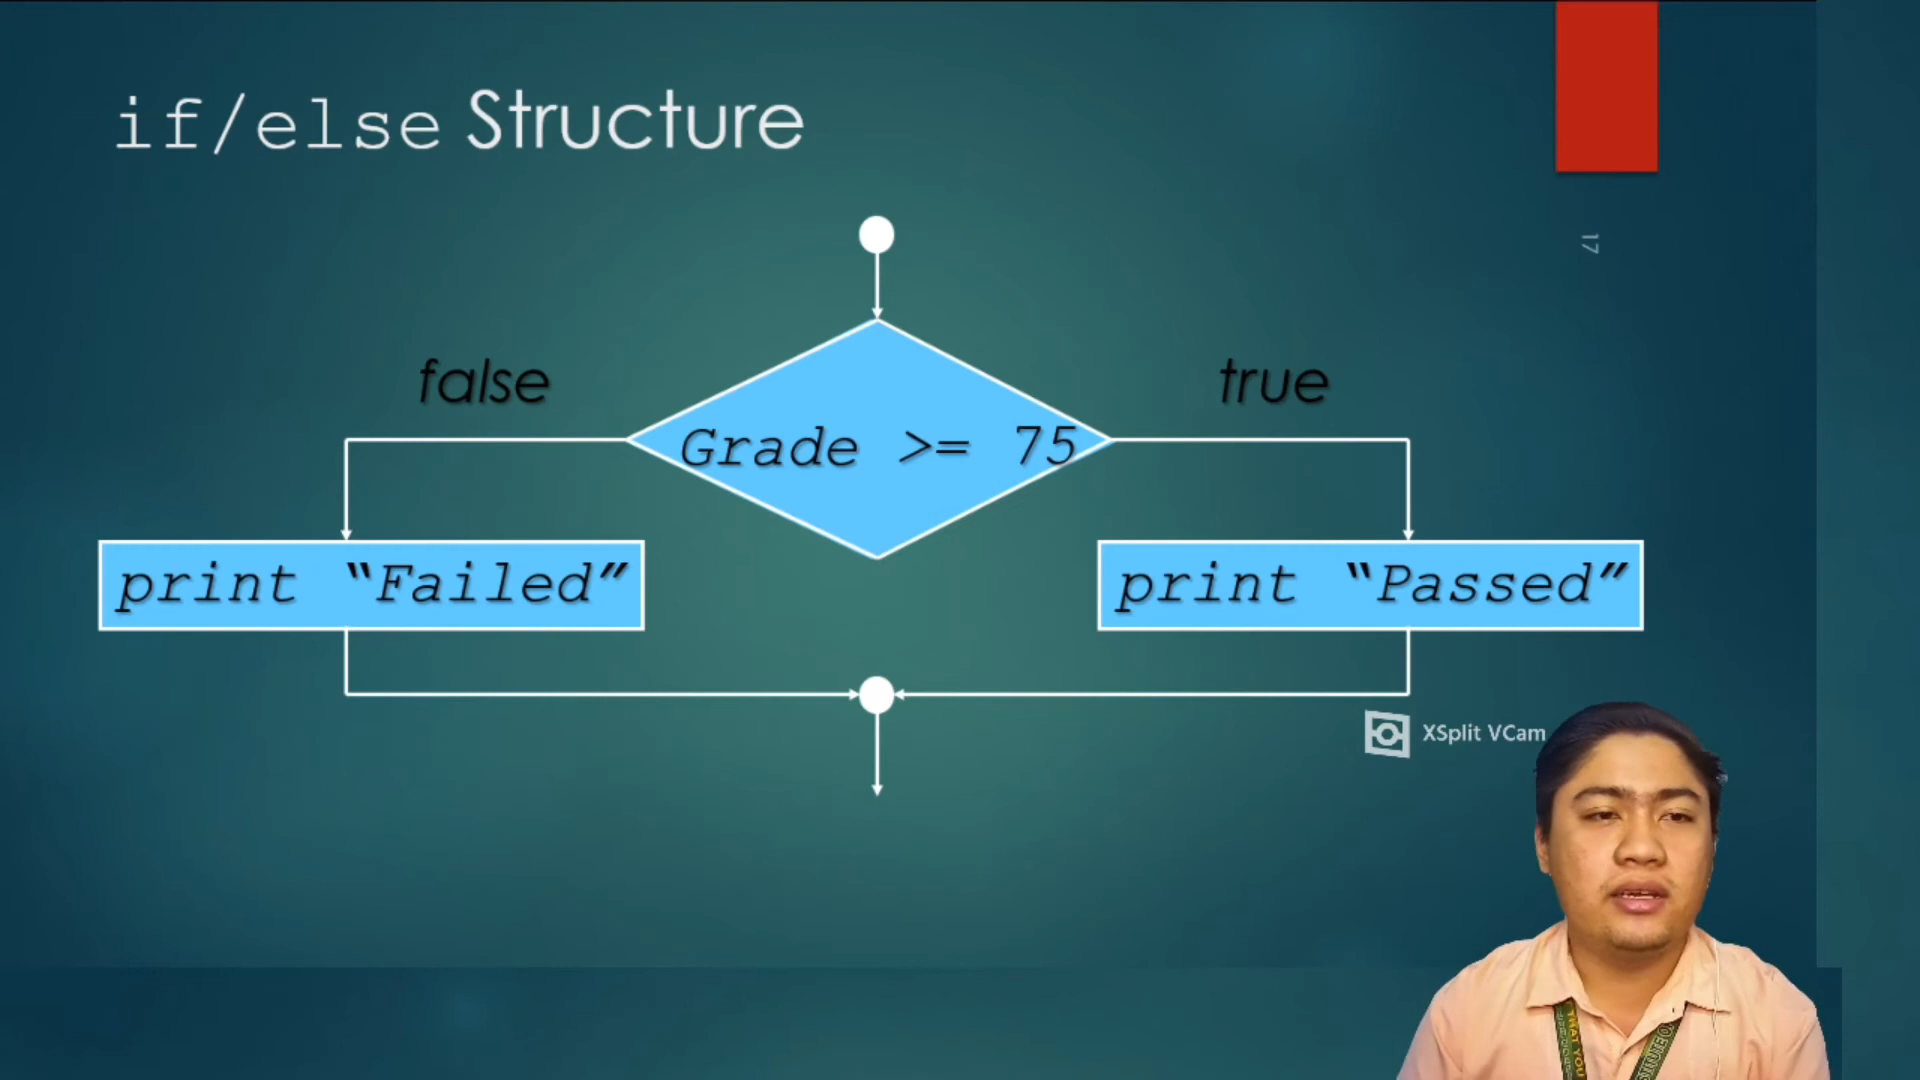 if/else Structure
17
false
true
Grade >= 75
print “Failed”
print “Passed”
XSplit VCam